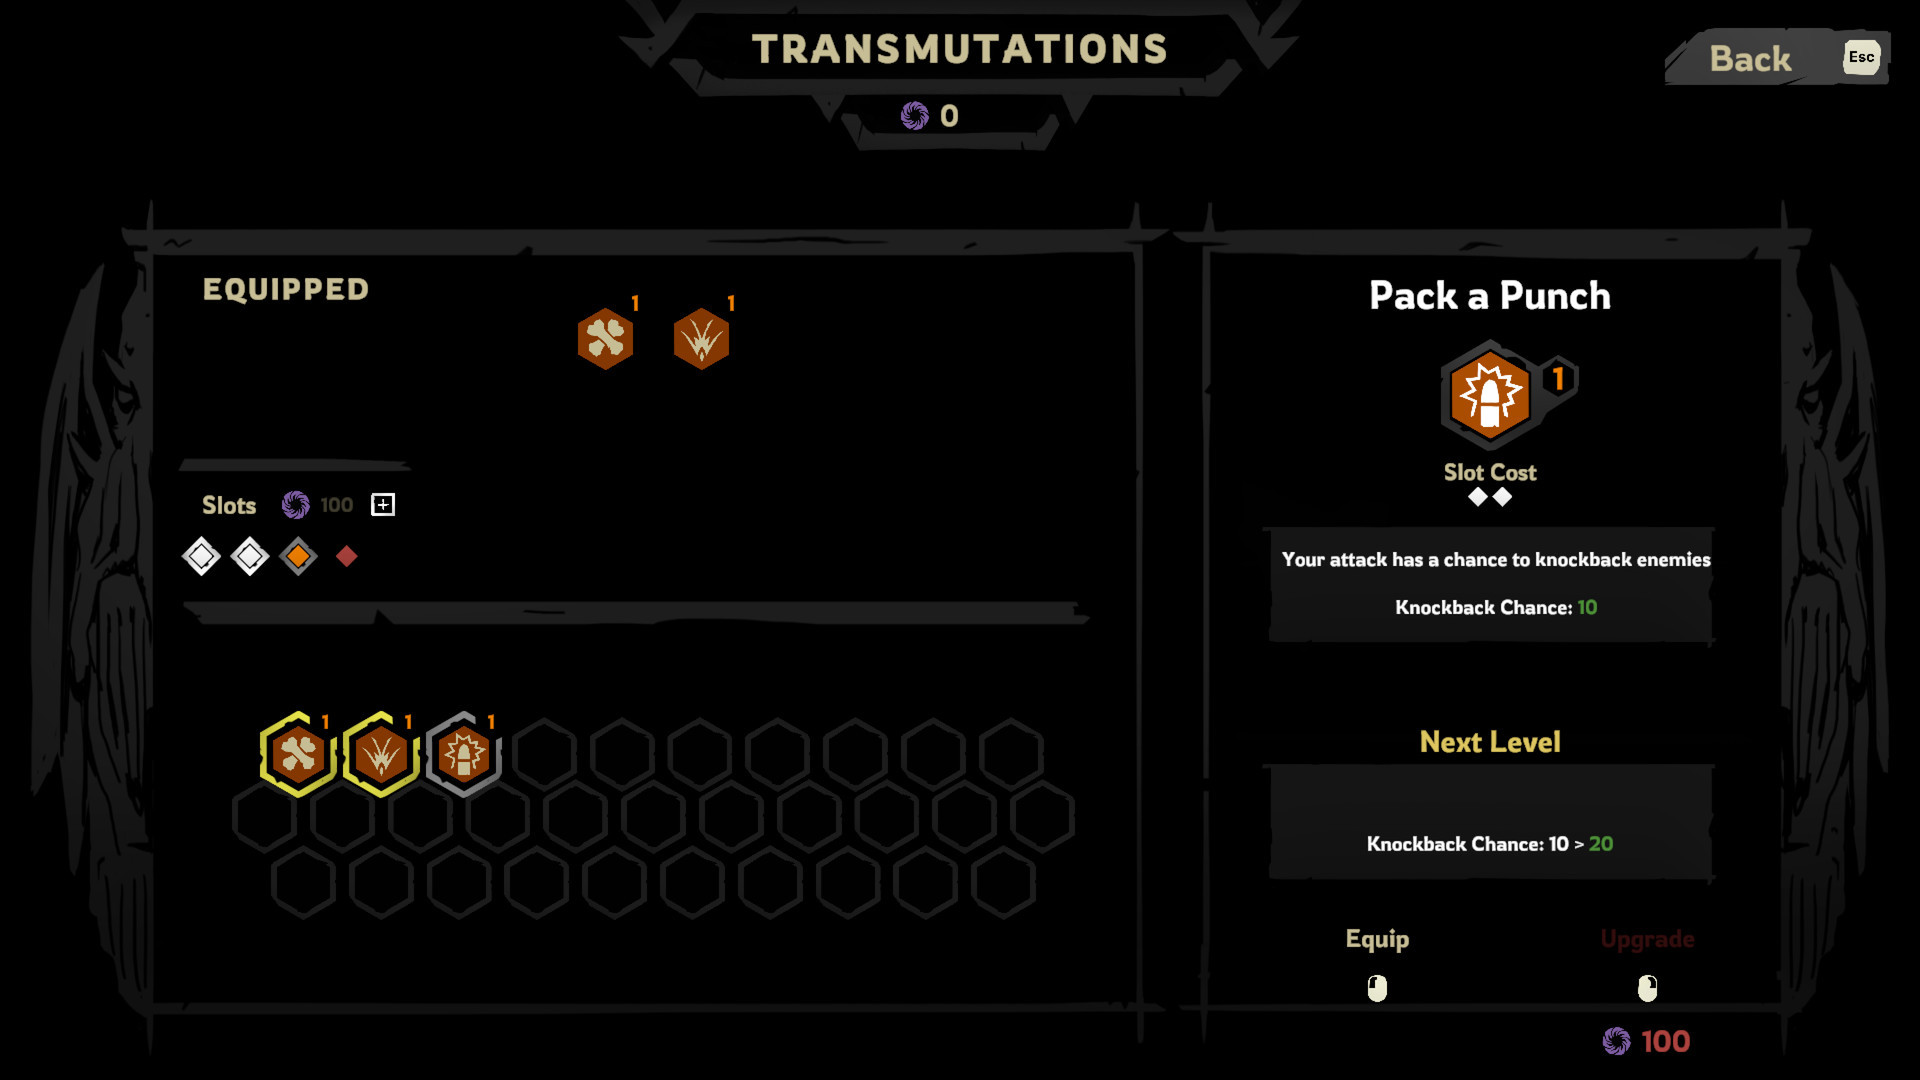 TRANSMUTATIONS
Back Esc
0
EQUIPPED
1 1
Pack a Punch
1
Slot Cost
Slots 100
Your attack has a chance to knockback enemies
Knockback Chance: 10
1 1 1
Next Level
Knockback Chance: 10 > 20
Equip Upgrade
100